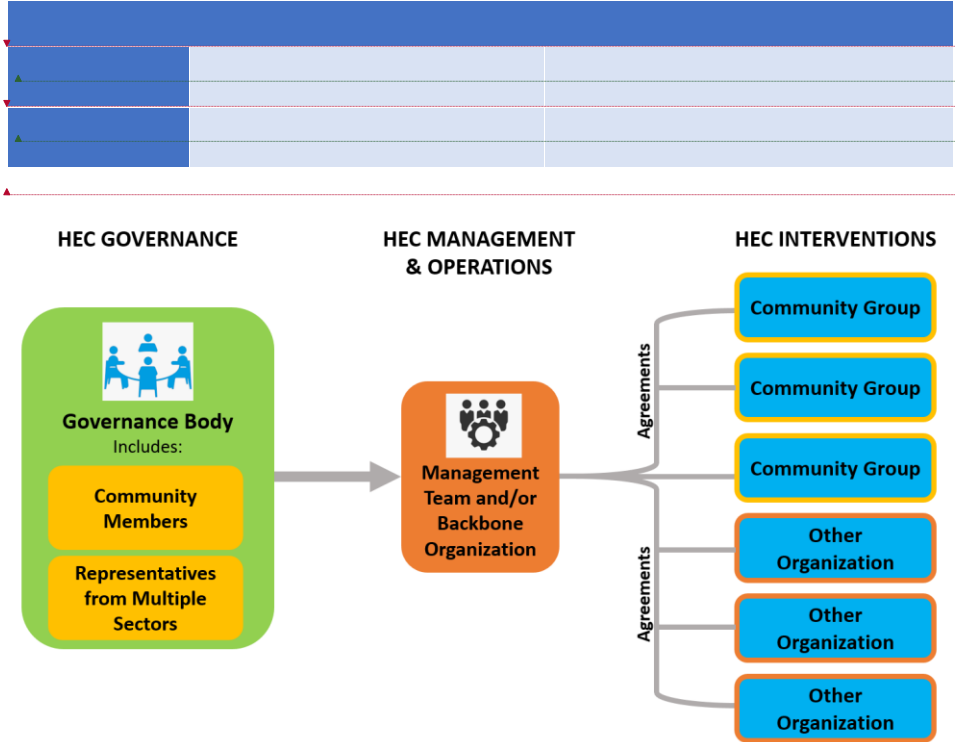 HEC GOVERNANCE
HEC MANAGEMENT
& OPERATIONS
HEC INTERVENTIONS
Governance Body
Includes:
Community
Members
Representatives
from Multiple
Sectors
Management
Team and/or
Backbone
Organization
Agreements
Agreements
Community Group
Community Group
Community Group
Other
Organization
Other
Organization
Other
Organization